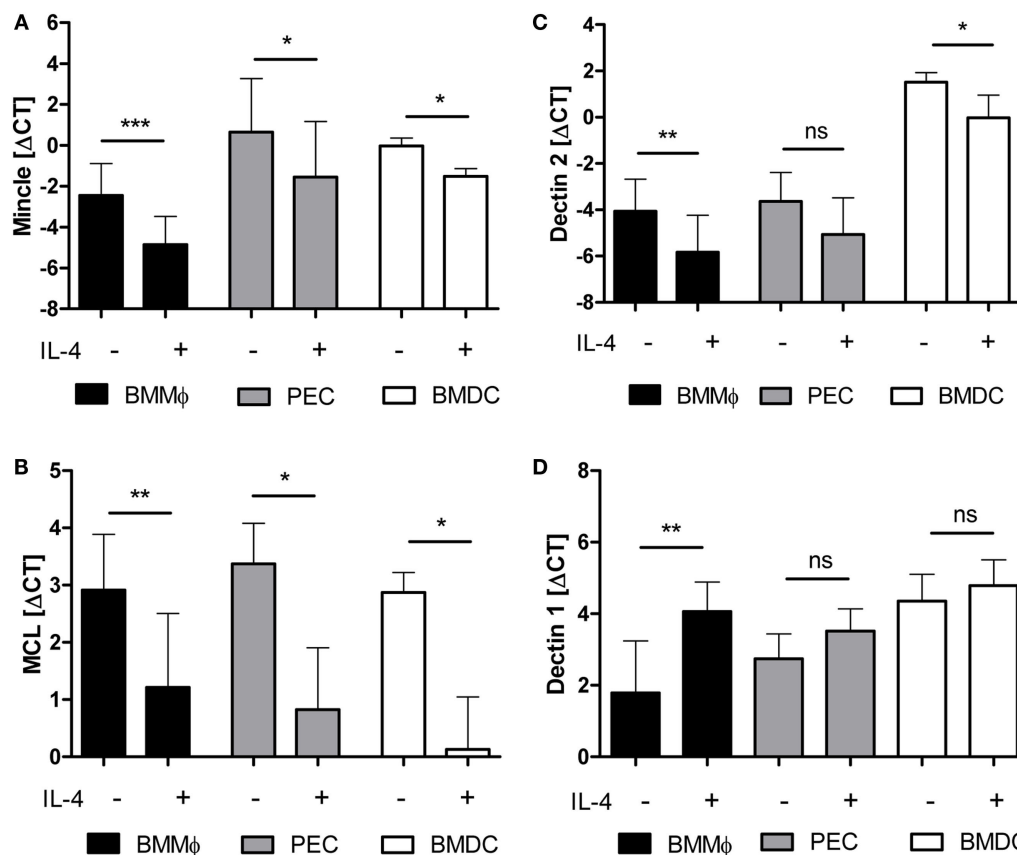 A
Mincle [ΔCT]
6
4
2
0
-2
-4
-6
-8
***
*
*
IL-4 - + - + - +
BMMϕ PEC BMDC
C
Dectin 2 [ΔCT]
4
2
0
-2
-4
-6
-8
**
ns
*
IL-4 - + - + - +
BMMϕ PEC BMDC
B
MCL [ΔCT]
5
4
3
2
1
0
**
*
*
IL-4 - + - + - +
BMMϕ PEC BMDC
D
Dectin 1 [ΔCT]
8
6
4
2
0
**
ns
ns
IL-4 - + - + - +
BMMϕ PEC BMDC